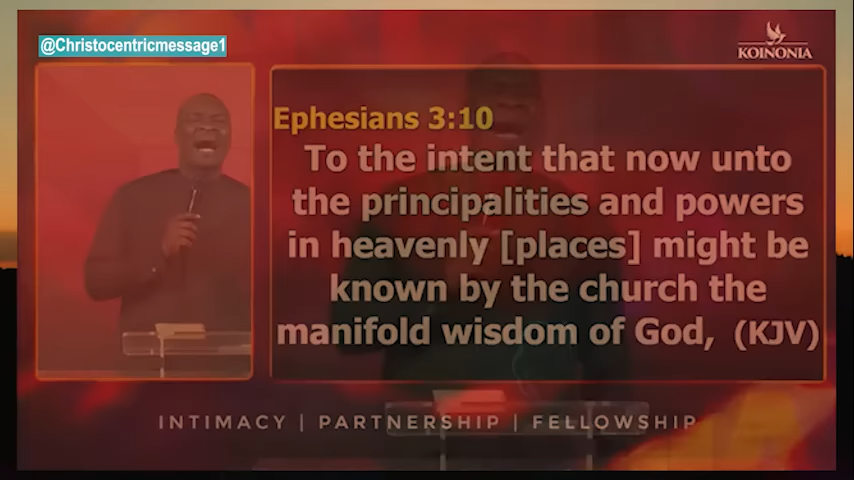 @Christocentricmessage1
KOINONIA
Ephesians 3:10
To the intent that now unto
the principalities and powers
in heavenly [places] might be
known by the church the
manifold wisdom of God, (KJV)
INTIMACY | PARTNERSHIP | FELLOWSHIP